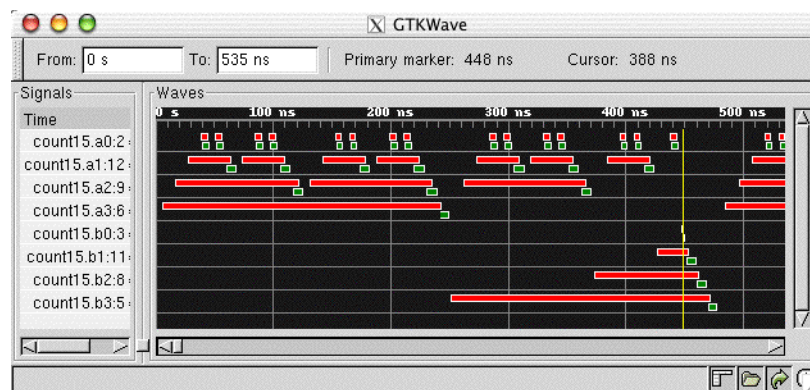 X GTKWave
From: 0 s To: 535 ns Primary marker: 448 ns Cursor: 388 ns
Signals Waves
Time 0 s 100 ns 200 ns 300 ns 400 ns 500 ns
count15.a0:2
count15.a1:12
count15.a2:9
count15.a3:6
count15.b0:3
count15.b1:11
count15.b2:8
count15.b3:5